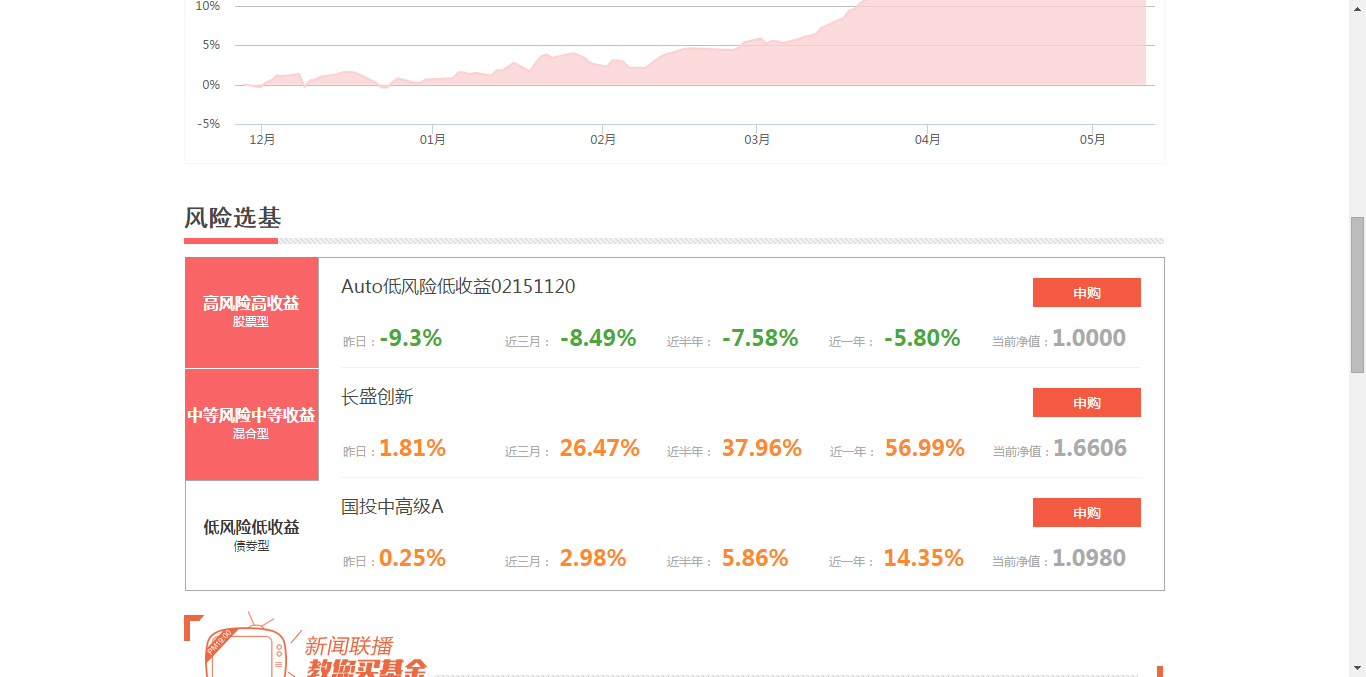 10%
5%
0%
-5%
12月 01月 02月 03月 04月 05月
风险选基
高风险高收益
股票型
中等风险中等收益
混合型
低风险低收益
债券型
Auto低风险低收益02151120
申购
昨日：-9.3% 近三月： -8.49% 近半年： -7.58% 近一年： -5.80% 当前净值：1.0000
长盛创新
申购
昨日：1.81% 近三月： 26.47% 近半年： 37.96% 近一年： 56.99% 当前净值：1.6606
国投中高级A
申购
昨日：0.25% 近三月： 2.98% 近半年： 5.86% 近一年： 14.35% 当前净值：1.0980
PM19:00
新闻联播
教您买基金